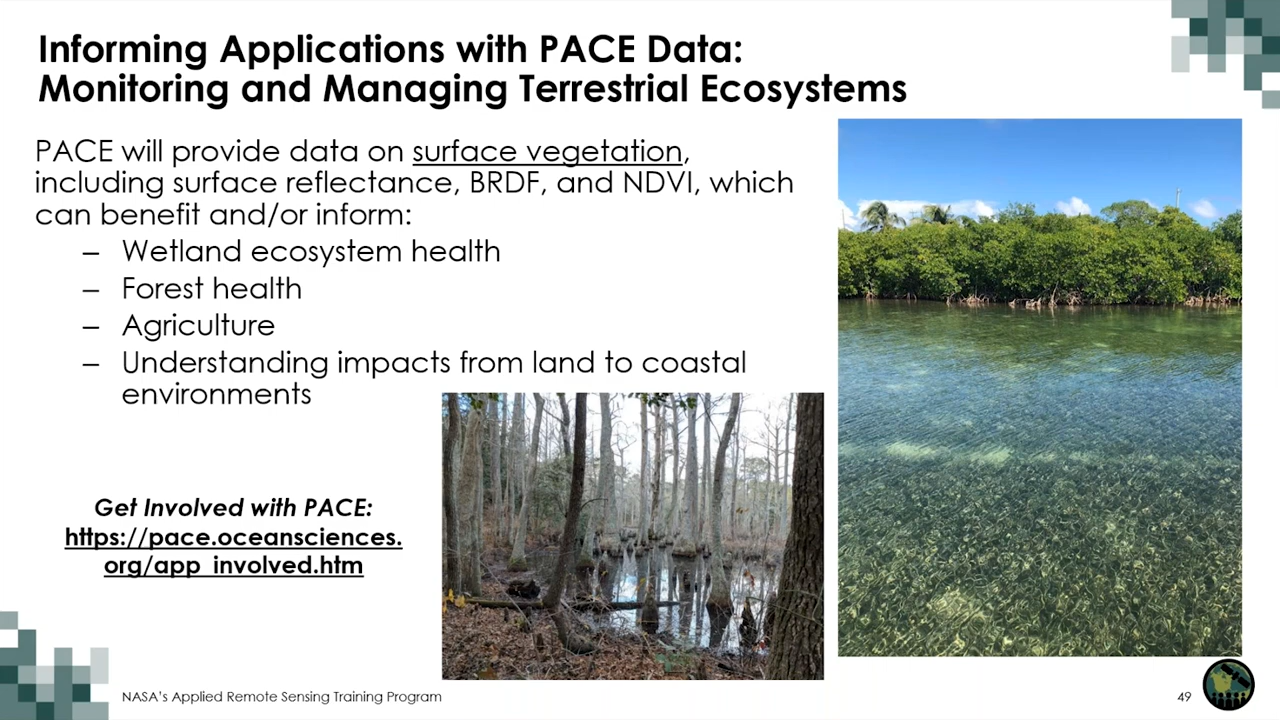 Informing Applications with PACE Data:
Monitoring and Managing Terrestrial Ecosystems
PACE will provide data on surface vegetation,
including surface reflectance, BRDF, and NDVI, which
can benefit and/or inform:
– Wetland ecosystem health
– Forest health
– Agriculture
– Understanding impacts from land to coastal
environments
Get Involved with PACE:
https://pace.oceansciences.
org/app_involved.htm
NASA's Applied Remote Sensing Training Program
49